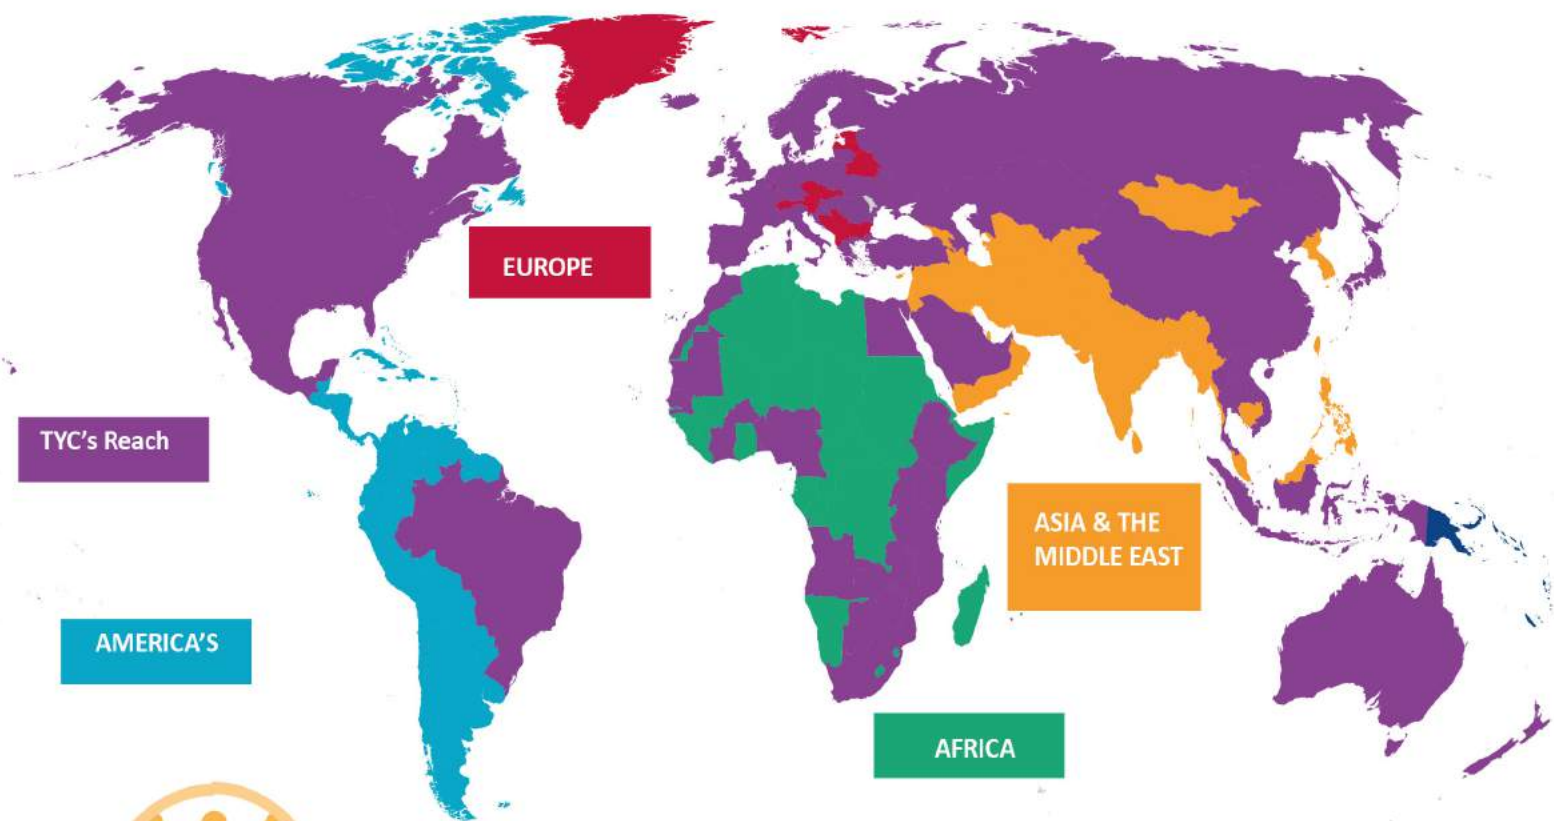 EUROPE
TYC's Reach
ASIA & THE
MIDDLE EAST
AMERICA'S
AFRICA